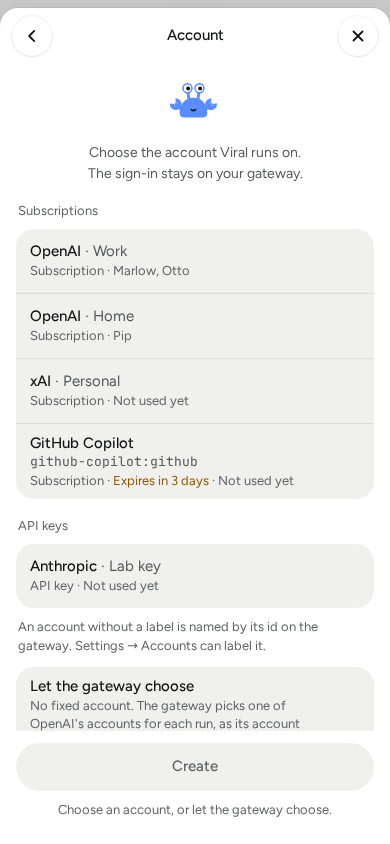 Account
Choose the account Viral runs on.
The sign-in stays on your gateway.
Subscriptions
OpenAI · Work
Subscription · Marlow, Otto
OpenAI · Home
Subscription · Pip
xAI · Personal
Subscription · Not used yet
GitHub Copilot
github-copilot:github
Subscription · Expires in 3 days · Not used yet
API keys
Anthropic · Lab key
API key · Not used yet
An account without a label is named by its id on the
gateway. Settings → Accounts can label it.
Let the gateway choose
No fixed account. The gateway picks one of
OpenAI's accounts for each run, as its account
Create
Choose an account, or let the gateway choose.